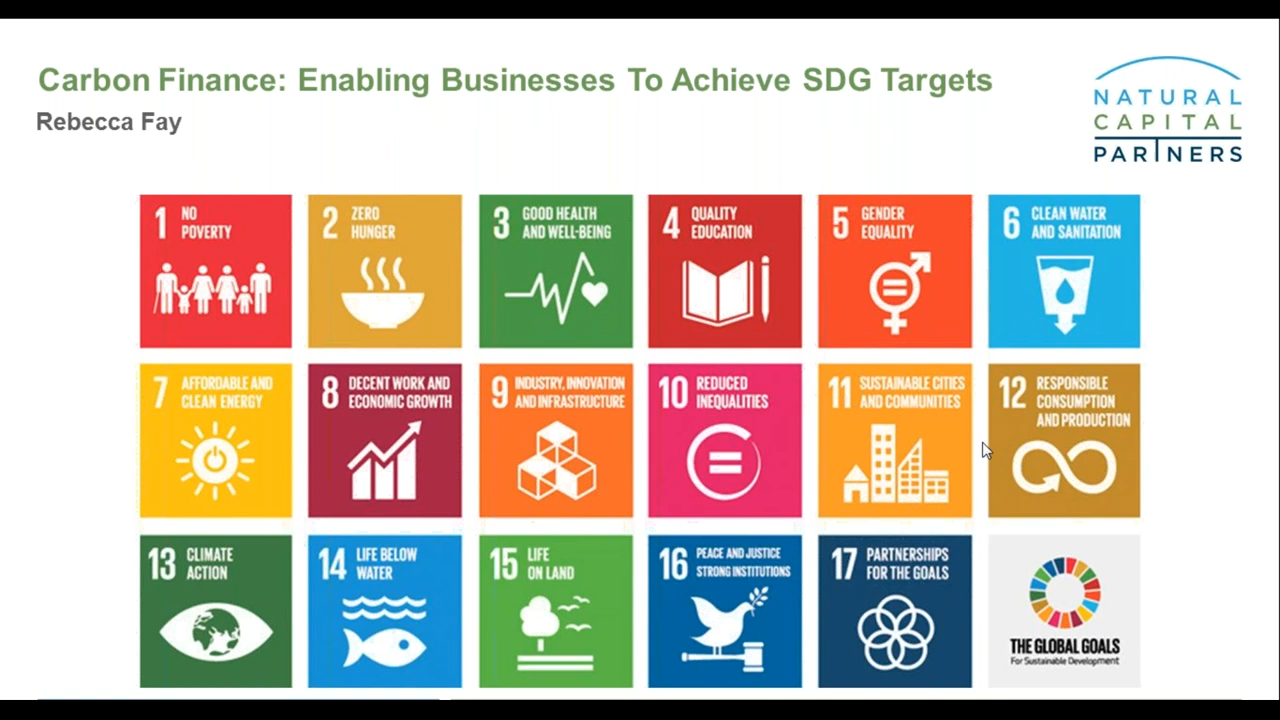 Carbon Finance: Enabling Businesses To Achieve SDG Targets
Rebecca Fay
NATURAL
CAPITAL
PARTNERS
1 NO
POVERTY
2 ZERO
HUNGER
3 GOOD HEALTH
AND WELL-BEING
4 QUALITY
EDUCATION
5 GENDER
EQUALITY
6 CLEAN WATER
AND SANITATION
7 AFFORDABLE AND
CLEAN ENERGY
8 DECENT WORK AND
ECONOMIC GROWTH
9 INDUSTRY, INNOVATION
AND INFRASTRUCTURE
10 REDUCED
INEQUALITIES
11 SUSTAINABLE CITIES
AND COMMUNITIES
12 RESPONSIBLE
CONSUMPTION
AND PRODUCTION
13 CLIMATE
ACTION
14 LIFE BELOW
WATER
15 LIFE
ON LAND
16 PEACE AND JUSTICE
STRONG INSTITUTIONS
17 PARTNERSHIPS
FOR THE GOALS
THE GLOBAL GOALS
For Sustainable Development